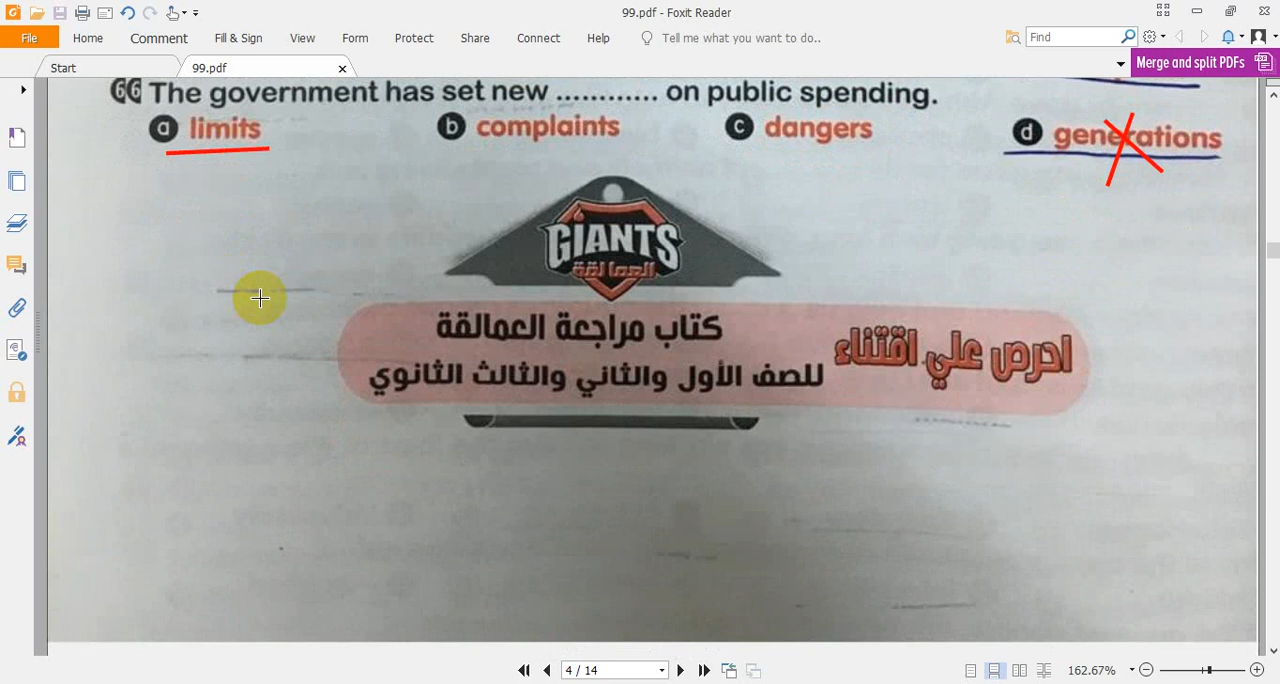 99.pdf - Foxit Reader
File Home Comment Fill & Sign View Form Protect Share Connect Help Tell me what you want to do.. Find
Start 99.pdf Merge and split PDFs
66 The government has set new ............ on public spending.
a limits b complaints c dangers d generations
GIANTS
العمالقة
احرص علي اقتناء
كتاب مراجعة العمالقة
للصف الأول والثاني والثالث الثانوي
4 / 14 162.67%